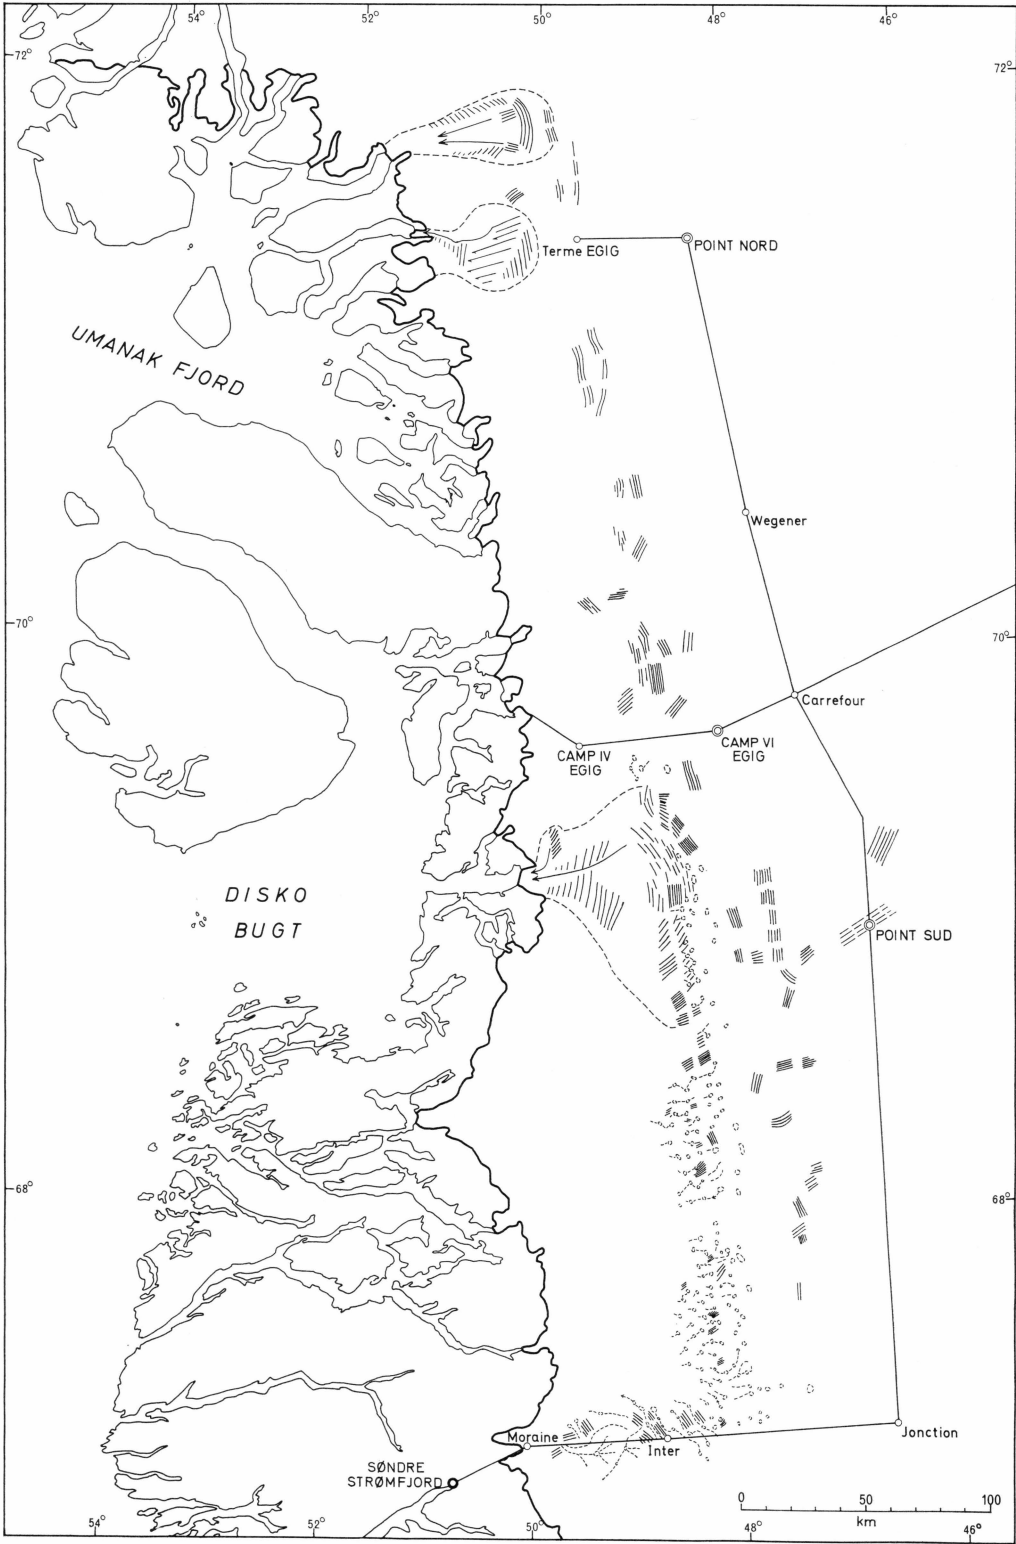 54°
52°
50°
48°
46°
72°
72°
Terme EGIG
POINT NORD
UMANAK FJORD
Wegener
70°
70°
Carrefour
CAMP IV
EGIG
CAMP VI
EGIG
DISKO
BUGT
POINT SUD
68°
68°
Moraine
Inter
Jonction
SØNDRE
STRØMFJORD
0 50 100
km
54°
52°
50°
48°
46°